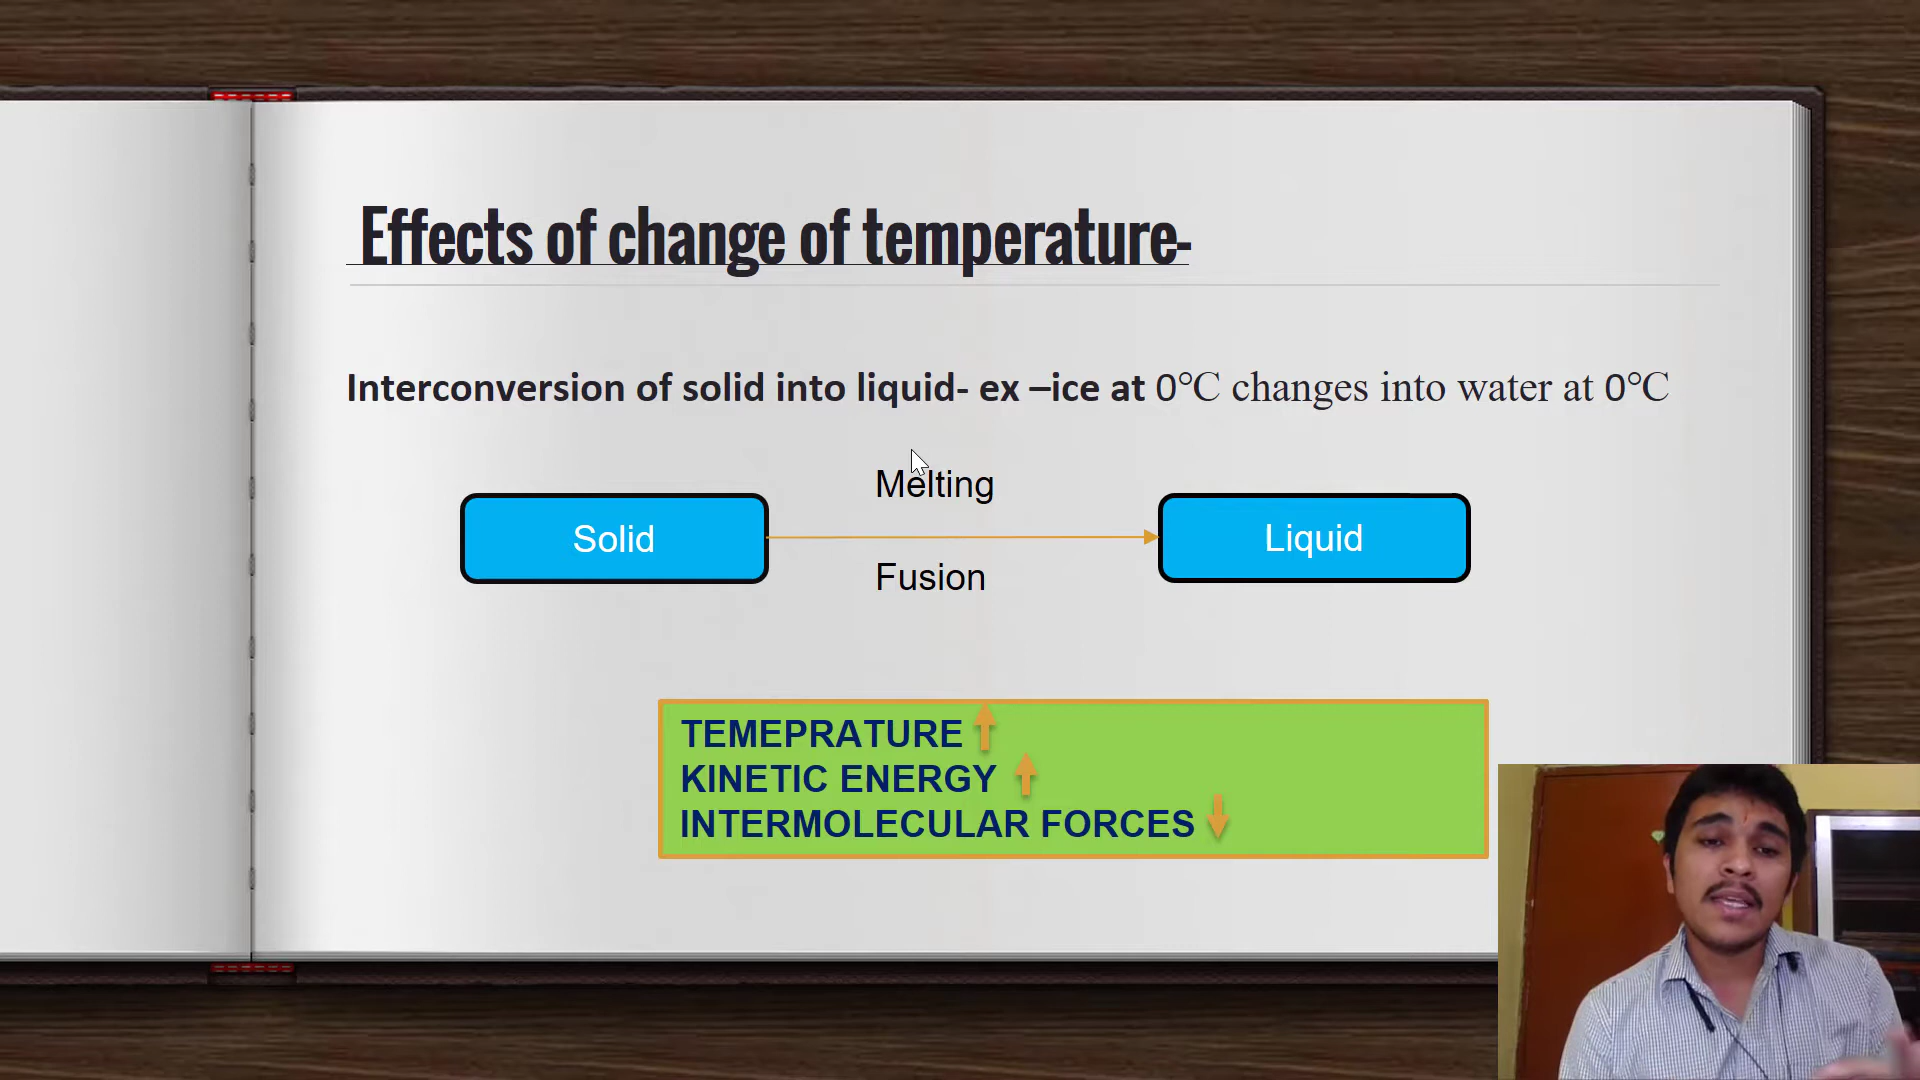 Effects of change of temperature-
Interconversion of solid into liquid- ex –ice at 0℃ changes into water at 0℃
Melting
Solid
Liquid
Fusion
TEMEPRATURE
KINETIC ENERGY
INTERMOLECULAR FORCES